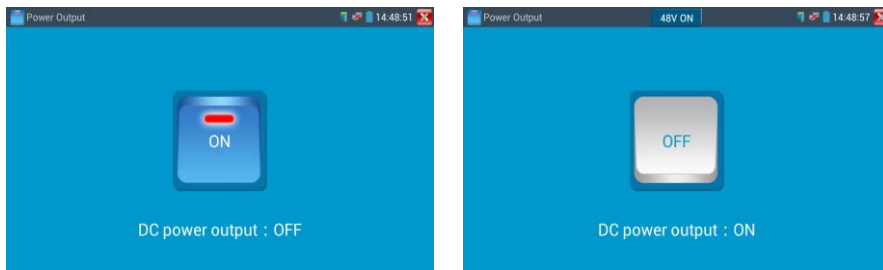 Power Output
14:48:51
ON
DC power output：OFF
Power Output
48V ON
14:48:57
OFF
DC power output：ON